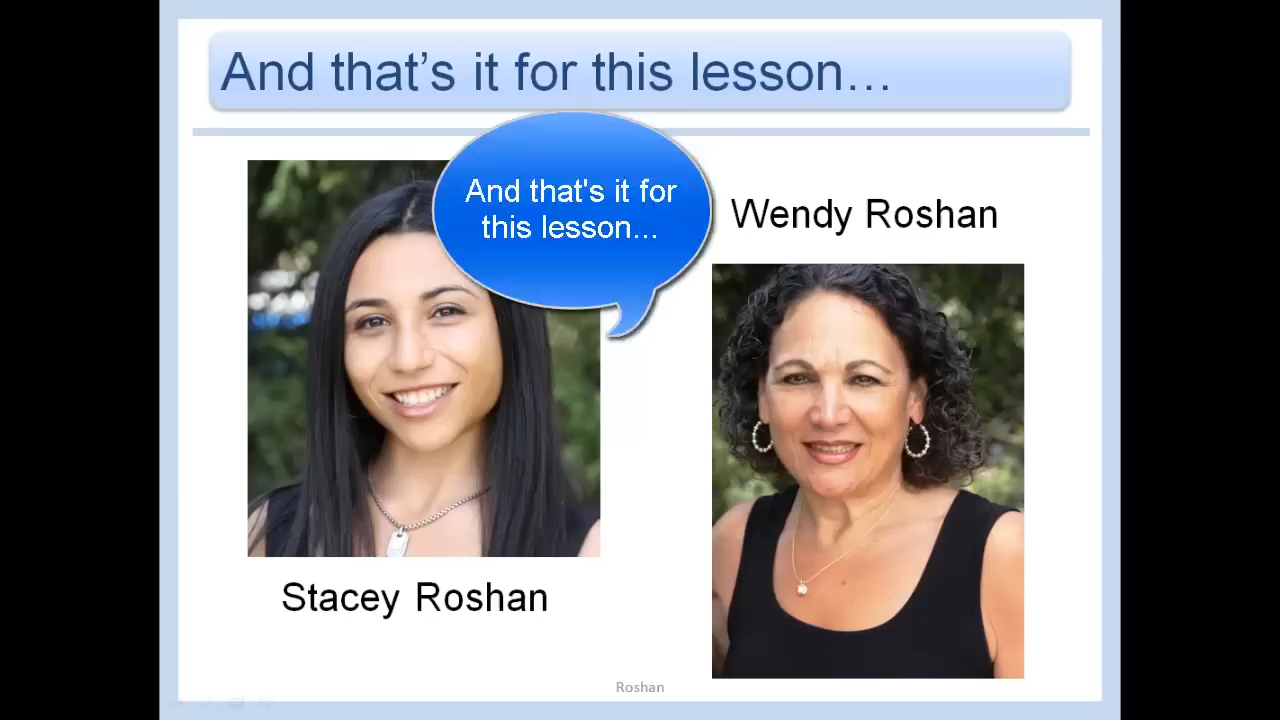 And that’s it for this lesson…
And that's it for
this lesson...
Wendy Roshan
Stacey Roshan
Roshan